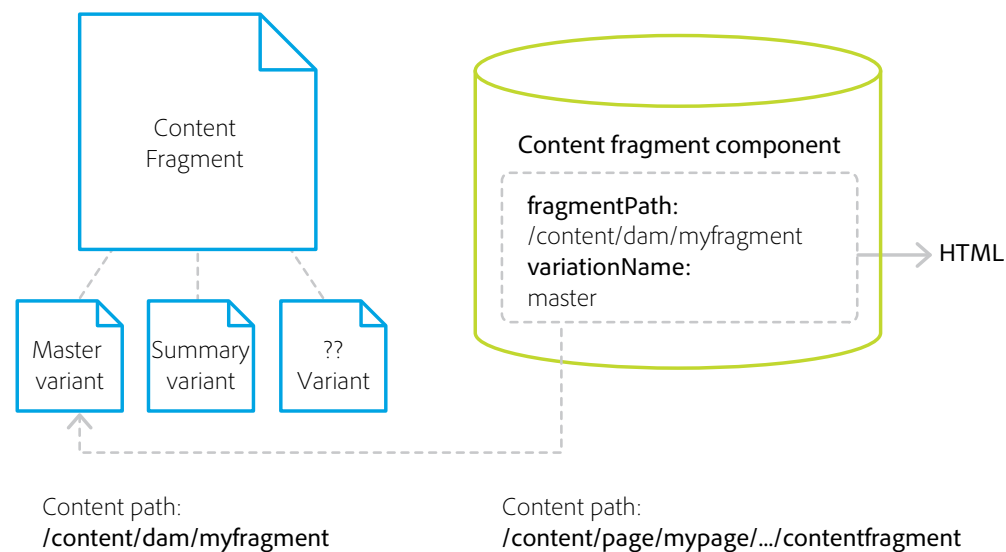 Content
Fragment
Master
variant
Summary
variant
??
Variant
Content fragment component
fragmentPath:
/content/dam/myfragment
variationName:
master
HTML
Content path:
/content/dam/myfragment
Content path:
/content/page/mypage/.../contentfragment